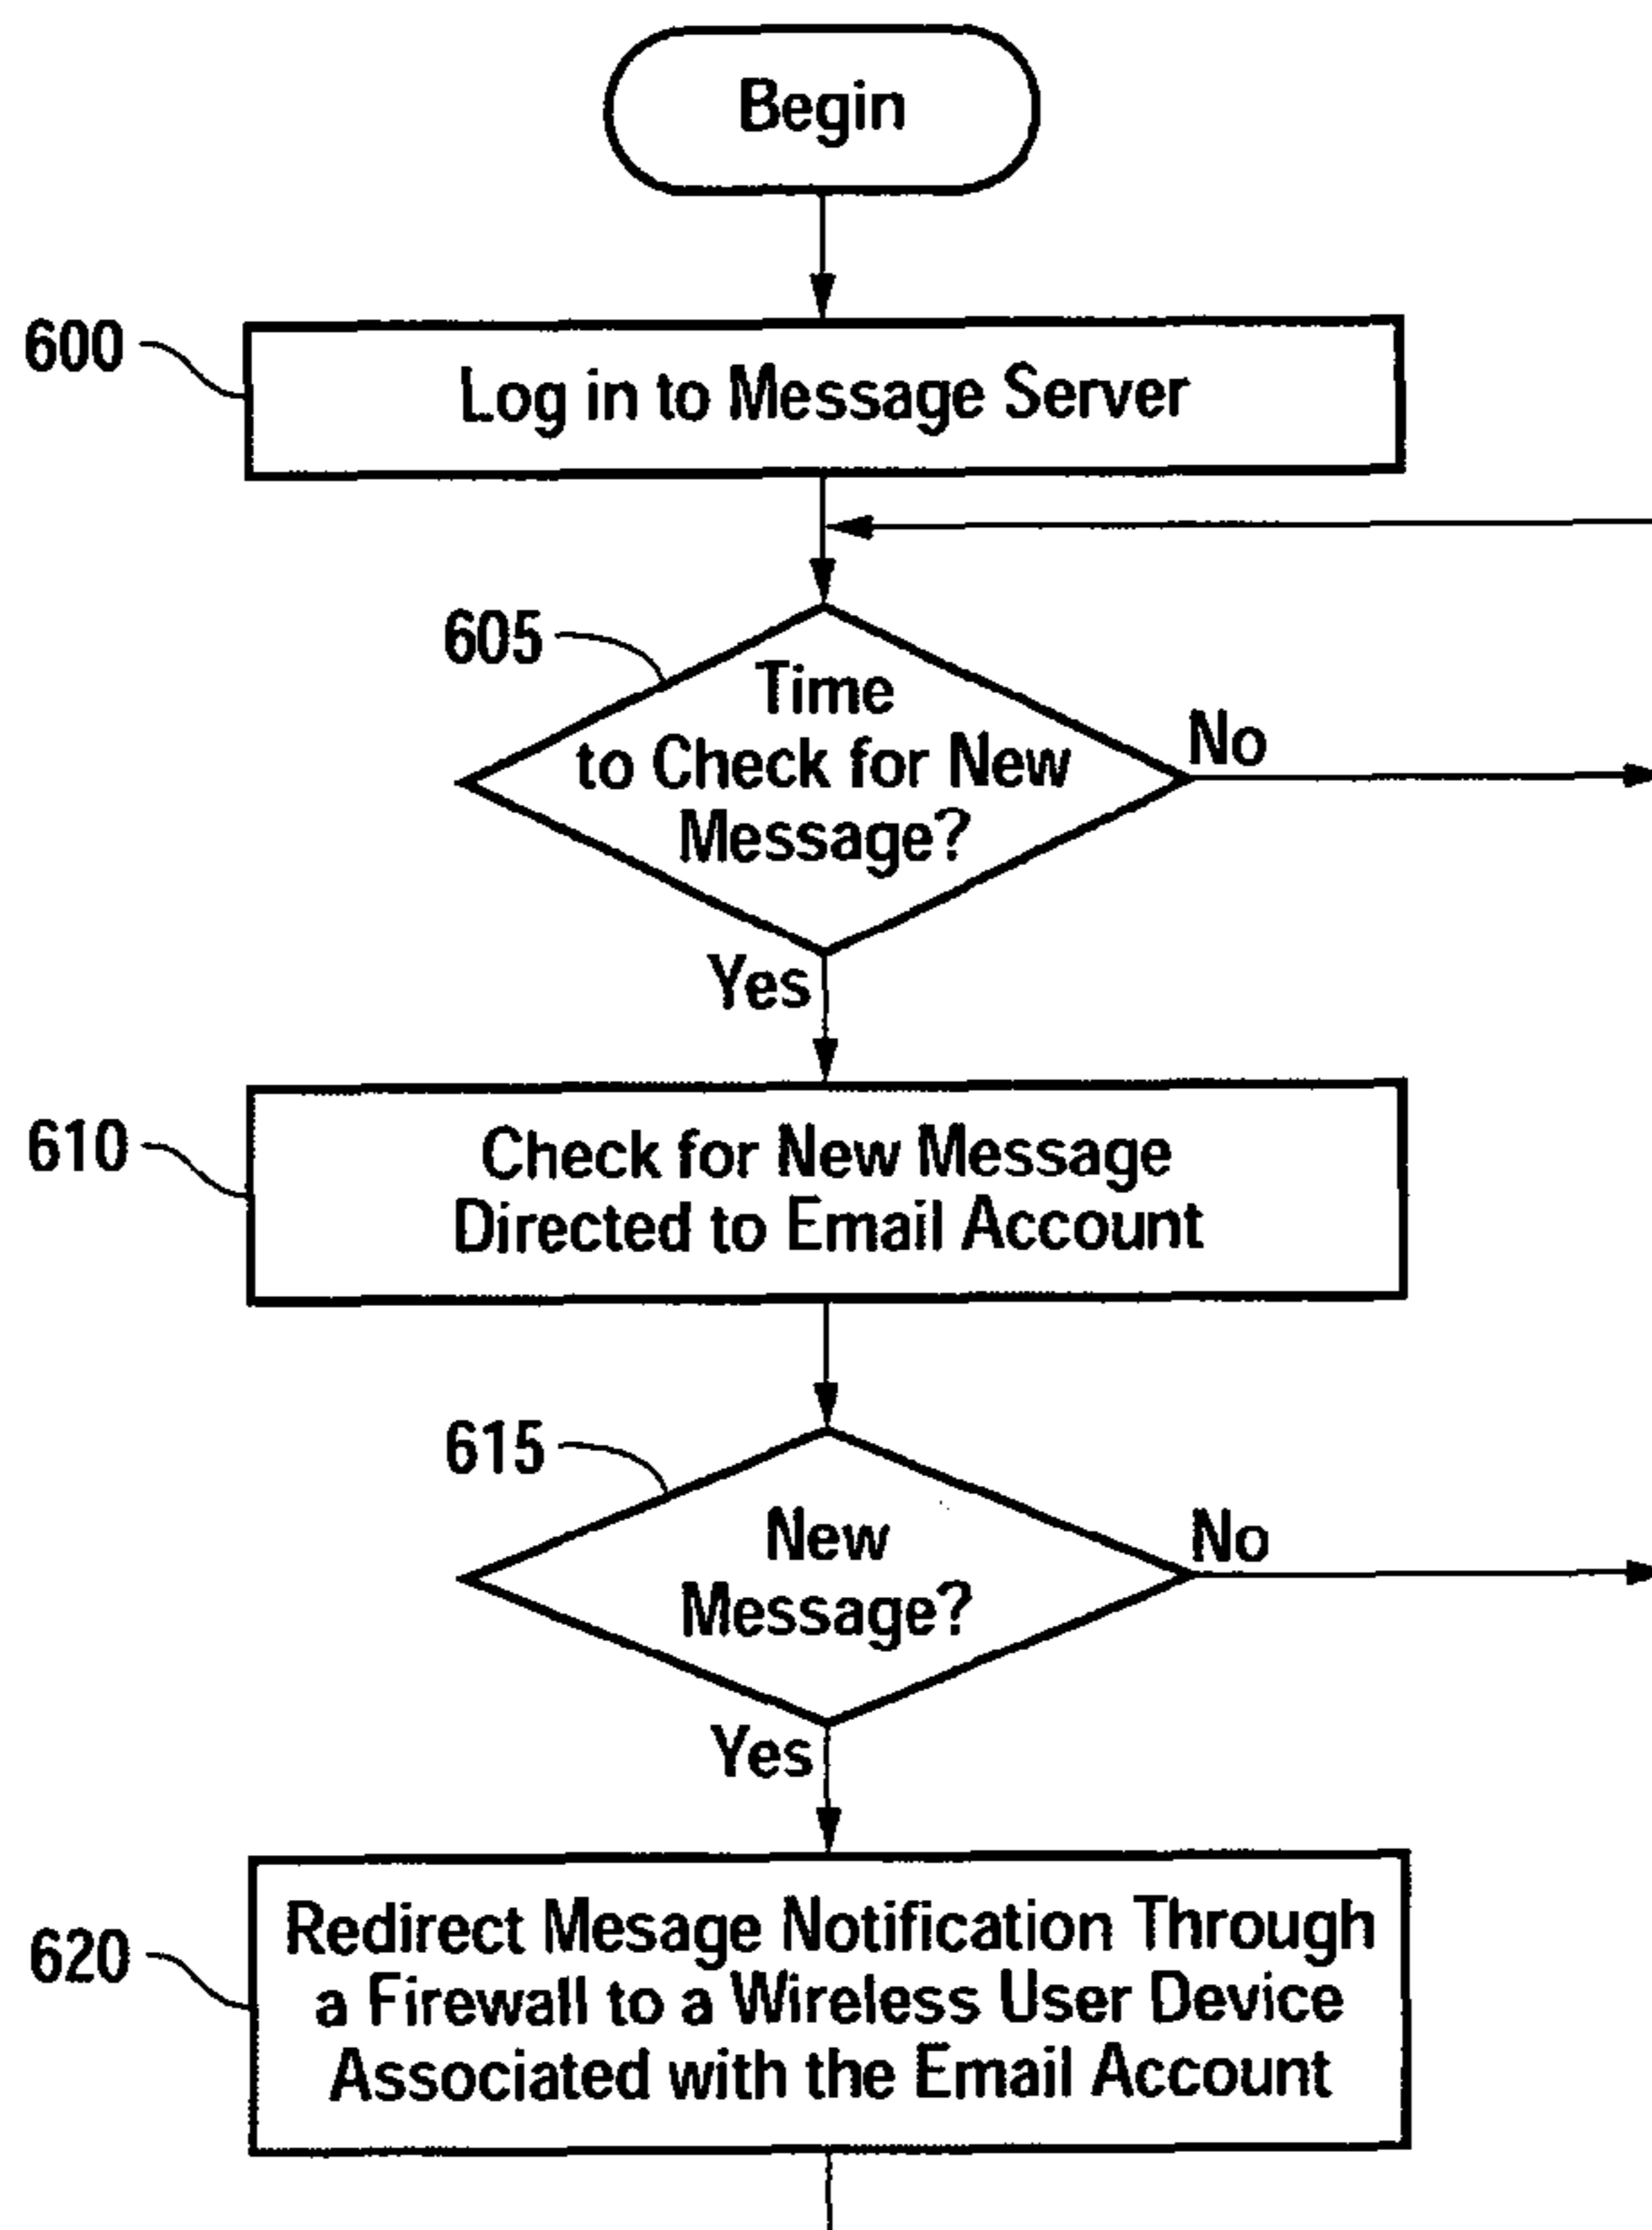 Begin
600
Log in to Message Server
605
Time
to Check for New
Message?
No
Yes
610
Check for New Message
Directed to Email Account
615
New
Message?
No
Yes
620
Redirect Mesage Notification Through
a Firewall to a Wireless User Device
Associated with the Email Account